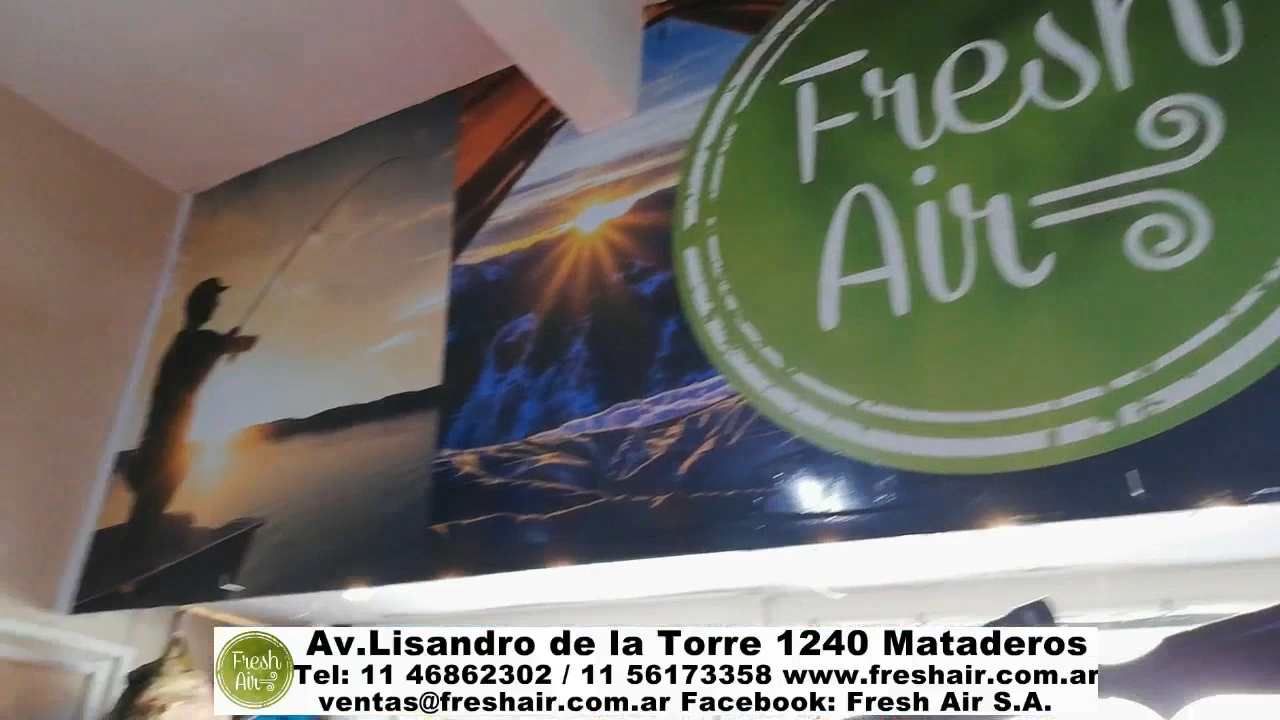 Fresh
Air
Av.Lisandro de la Torre 1240 Mataderos
Fresh
Air
Tel: 11 46862302 / 11 56173358 www.freshair.com.ar
ventas@freshair.com.ar Facebook: Fresh Air S.A.